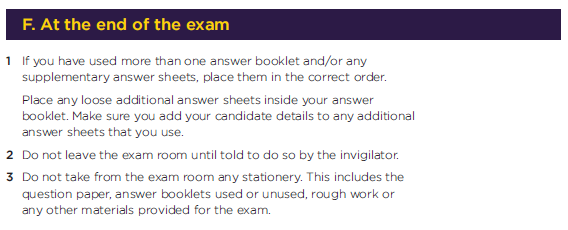 F. At the end of the exam
1 If you have used more than one answer booklet and/or any
supplementary answer sheets, place them in the correct order.
Place any loose additional answer sheets inside your answer
booklet. Make sure you add your candidate details to any additional
answer sheets that you use.
2 Do not leave the exam room until told to do so by the invigilator.
3 Do not take from the exam room any stationery. This includes the
question paper, answer booklets used or unused, rough work or
any other materials provided for the exam.